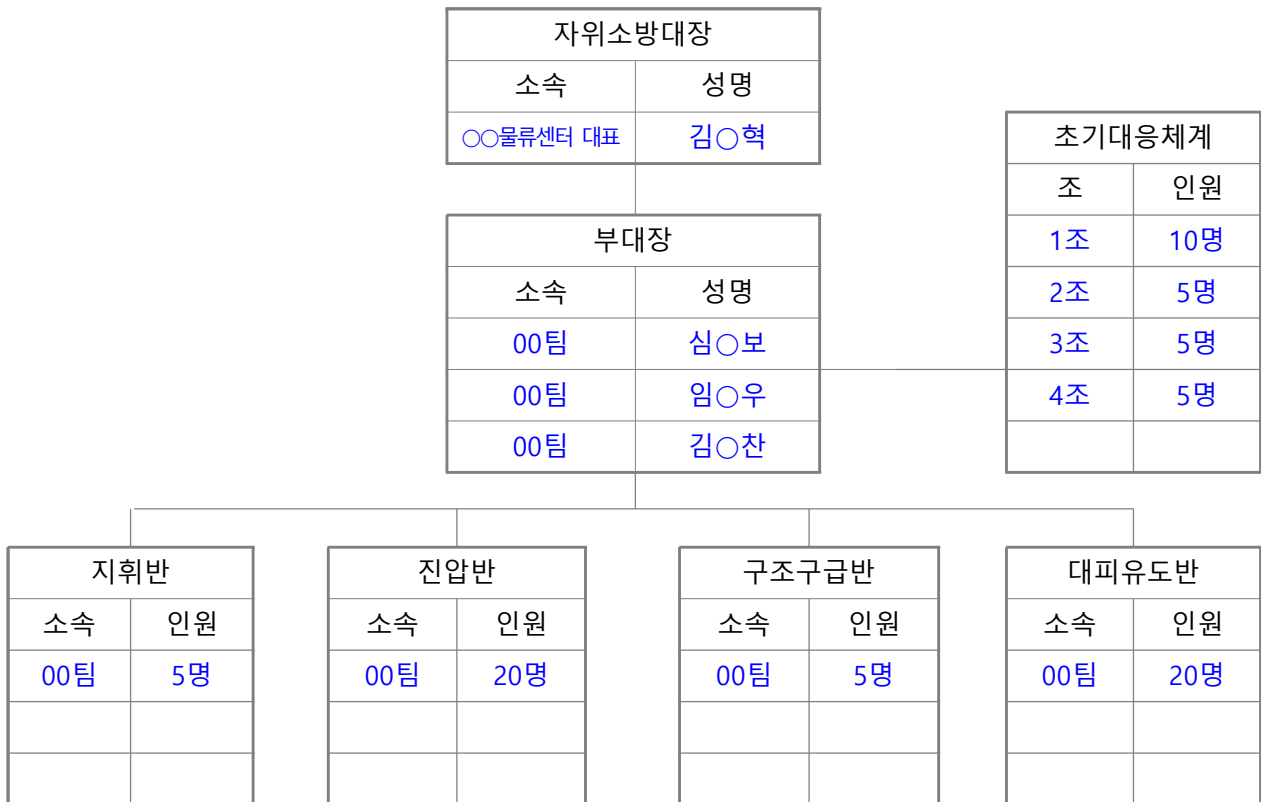 자위소방대장
소속 성명
○○물류센터 대표 김○혁
초기대응체계
조 인원
1조 10명
2조 5명
3조 5명
4조 5명
부대장
소속 성명
00팀 심○보
00팀 임○우
00팀 김○찬
지휘반
소속 인원
00팀 5명
진압반
소속 인원
00팀 20명
구조구급반
소속 인원
00팀 5명
대피유도반
소속 인원
00팀 20명